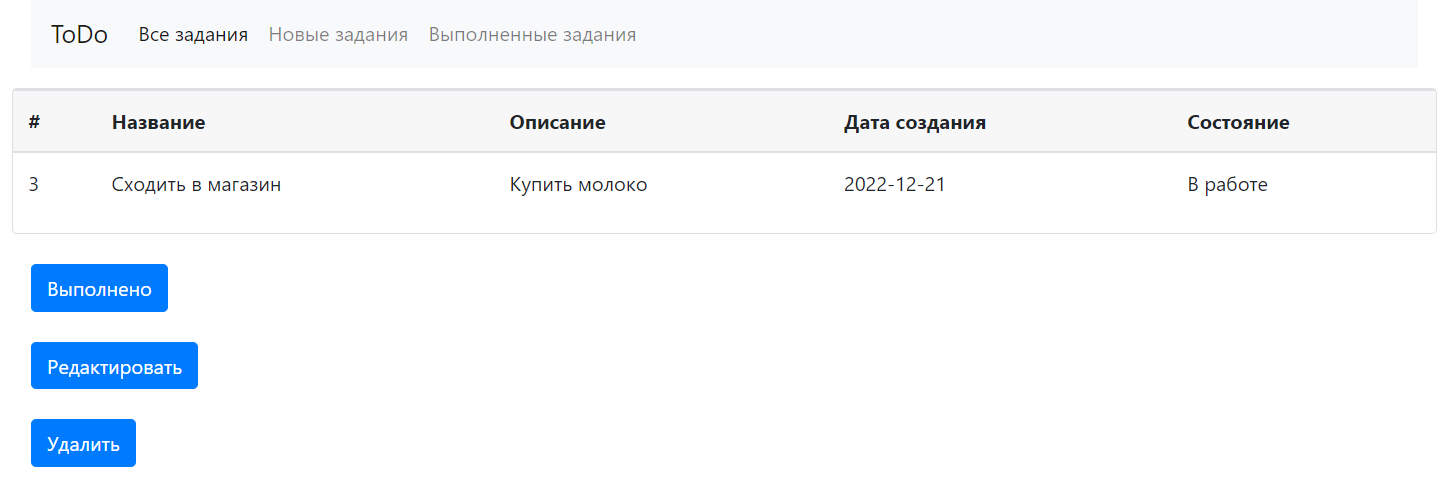 ToDo Все задания Новые задания Выполненные задания
# Название Описание Дата создания Состояние
3 Сходить в магазин Купить молоко 2022-12-21 В работе
Выполнено
Редактировать
Удалить